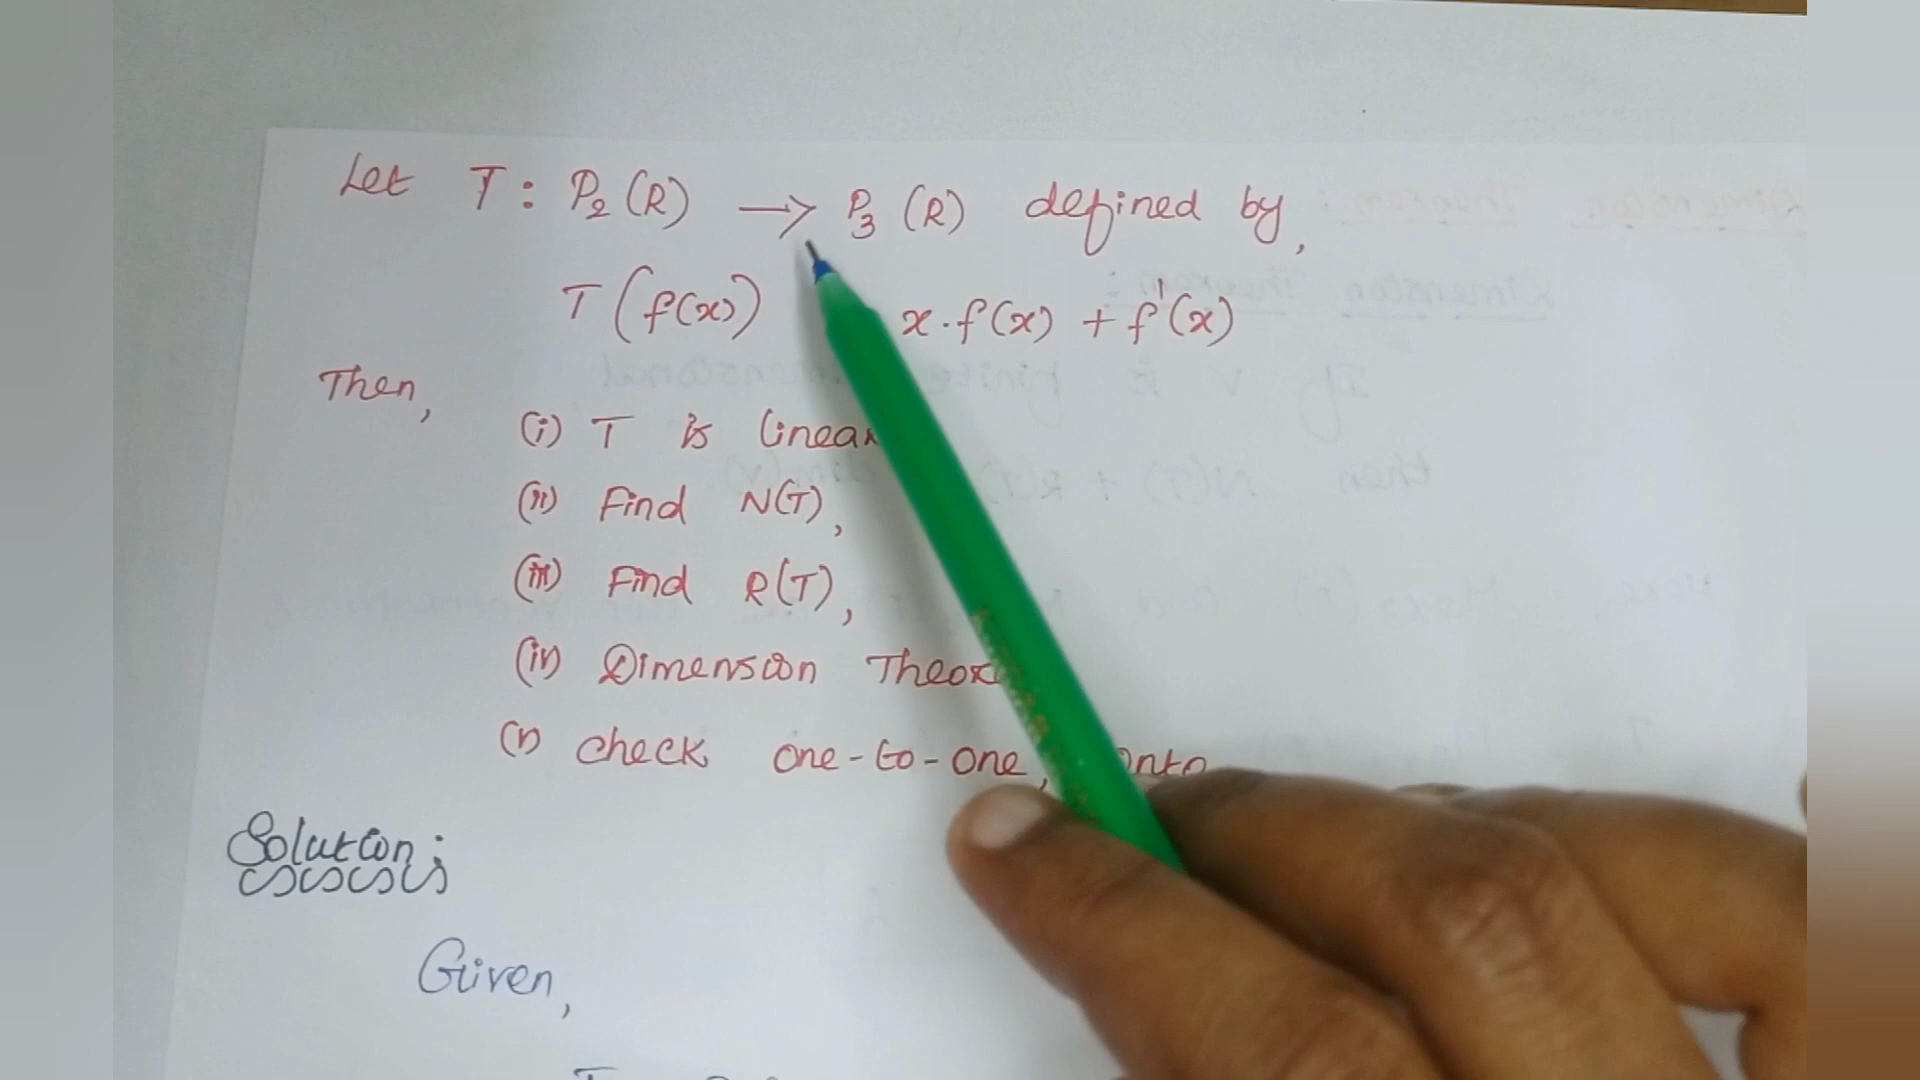 Let T : P₂ (R) → P₃ (R) defined by,
T (f(x)) x . f(x) + f'(x)
Then,
(i) T is linear
(ii) Find N(T),
(iii) Find R(T),
(iv) Dimension
(v) check one-to-one, onto
Solution:
Given,